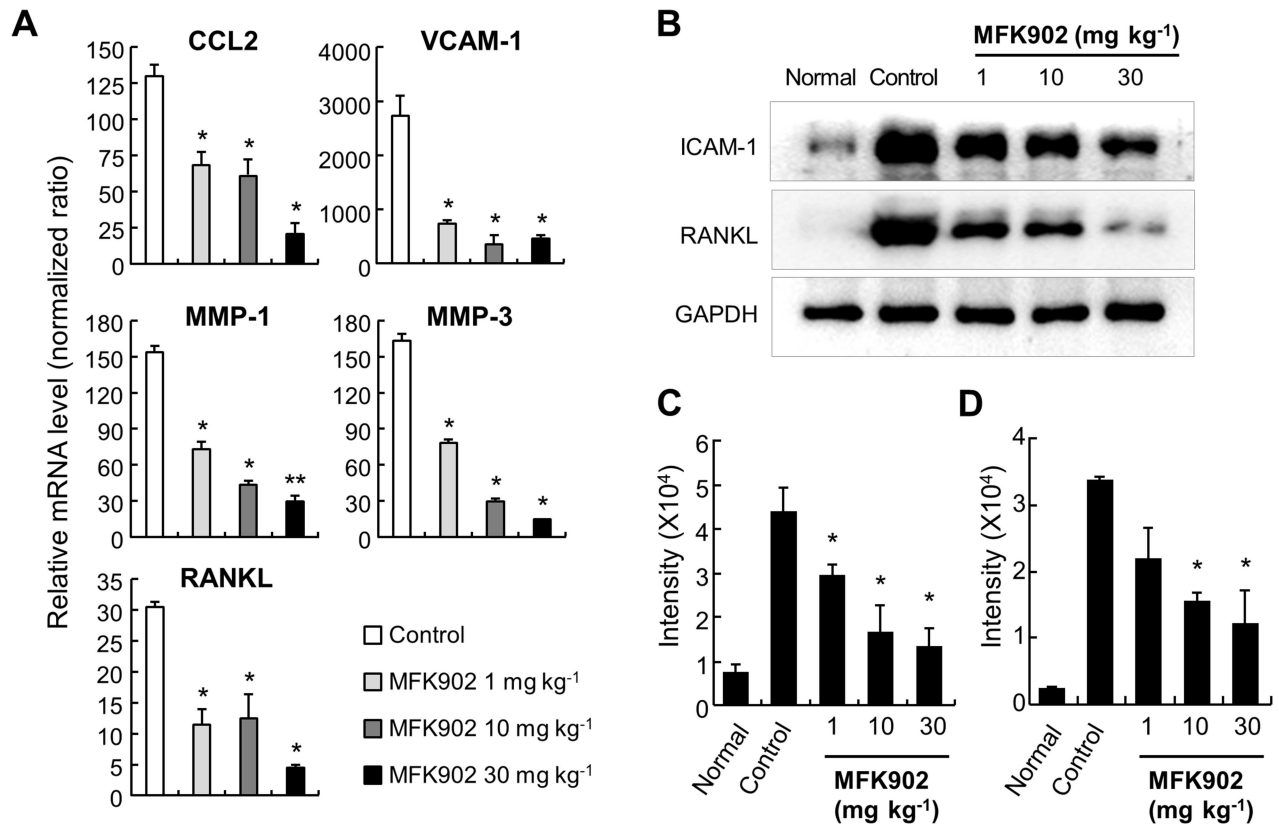 A
CCL2
150
125
100
75
50
25
0
*
*
*
VCAM-1
4000
3000
2000
1000
0
*
*
*
MMP-1
180
150
120
90
60
30
0
*
*
**
MMP-3
180
150
120
90
60
30
0
*
*
*
RANKL
35
30
25
20
15
10
5
0
*
*
*
Relative mRNA level (normalized ratio)
Control
MFK902 1 mg kg-1
MFK902 10 mg kg-1
MFK902 30 mg kg-1
B
MFK902 (mg kg-1)
Normal Control 1 10 30
ICAM-1
RANKL
GAPDH
C
Intensity (X10⁴)
6
5
4
3
2
1
0
*
*
*
Normal Control 1 10 30
MFK902
(mg kg-1)
D
Intensity (X10⁴)
4
3
2
1
0
*
*
Normal Control 1 10 30
MFK902
(mg kg-1)